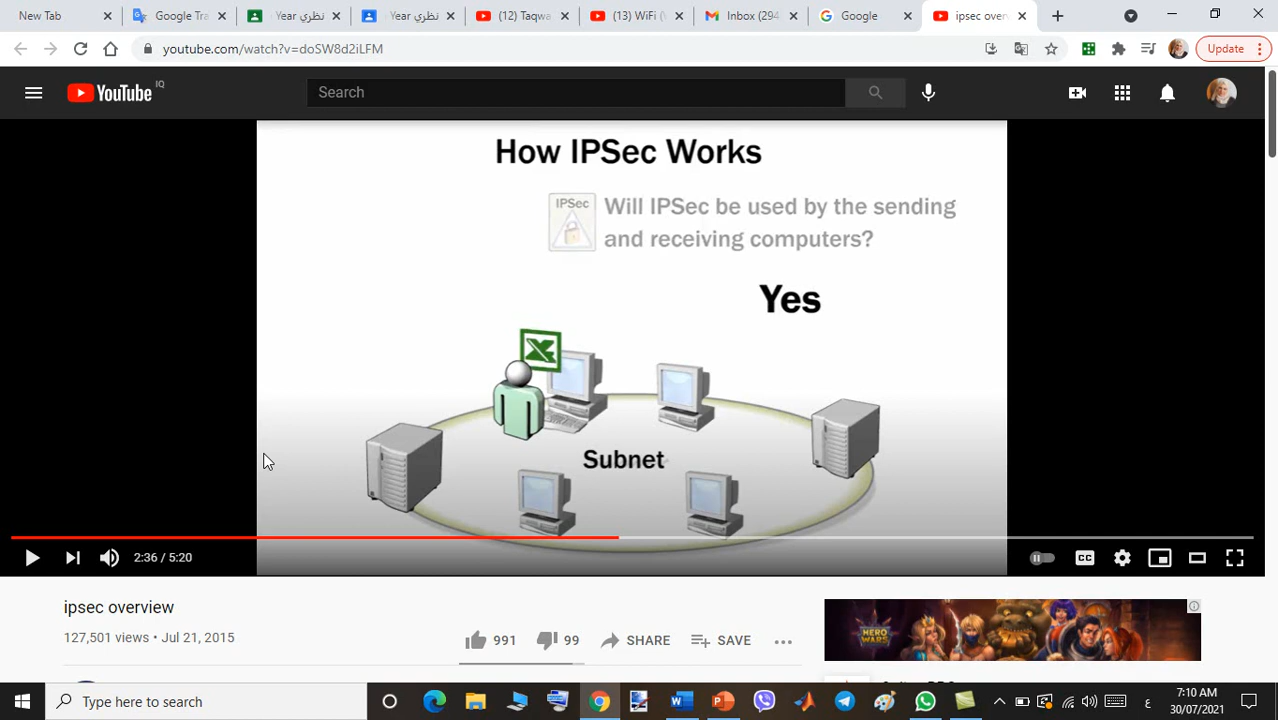 New Tab
Google Tra
نظري Year
نظري Year
(12) Taqwa
(13) WiFi (
Inbox (294
Google
ipsec over
youtube.com/watch?v=doSW8d2iLFM
Update
YouTube IQ
Search
How IPSec Works
IPSec
Will IPSec be used by the sending
and receiving computers?
Yes
Subnet
2:36 / 5:20
CC
ipsec overview
127,501 views • Jul 21, 2015
991
99
SHARE
SAVE
HERO
WARS
Type here to search
ع
7:10 AM
30/07/2021